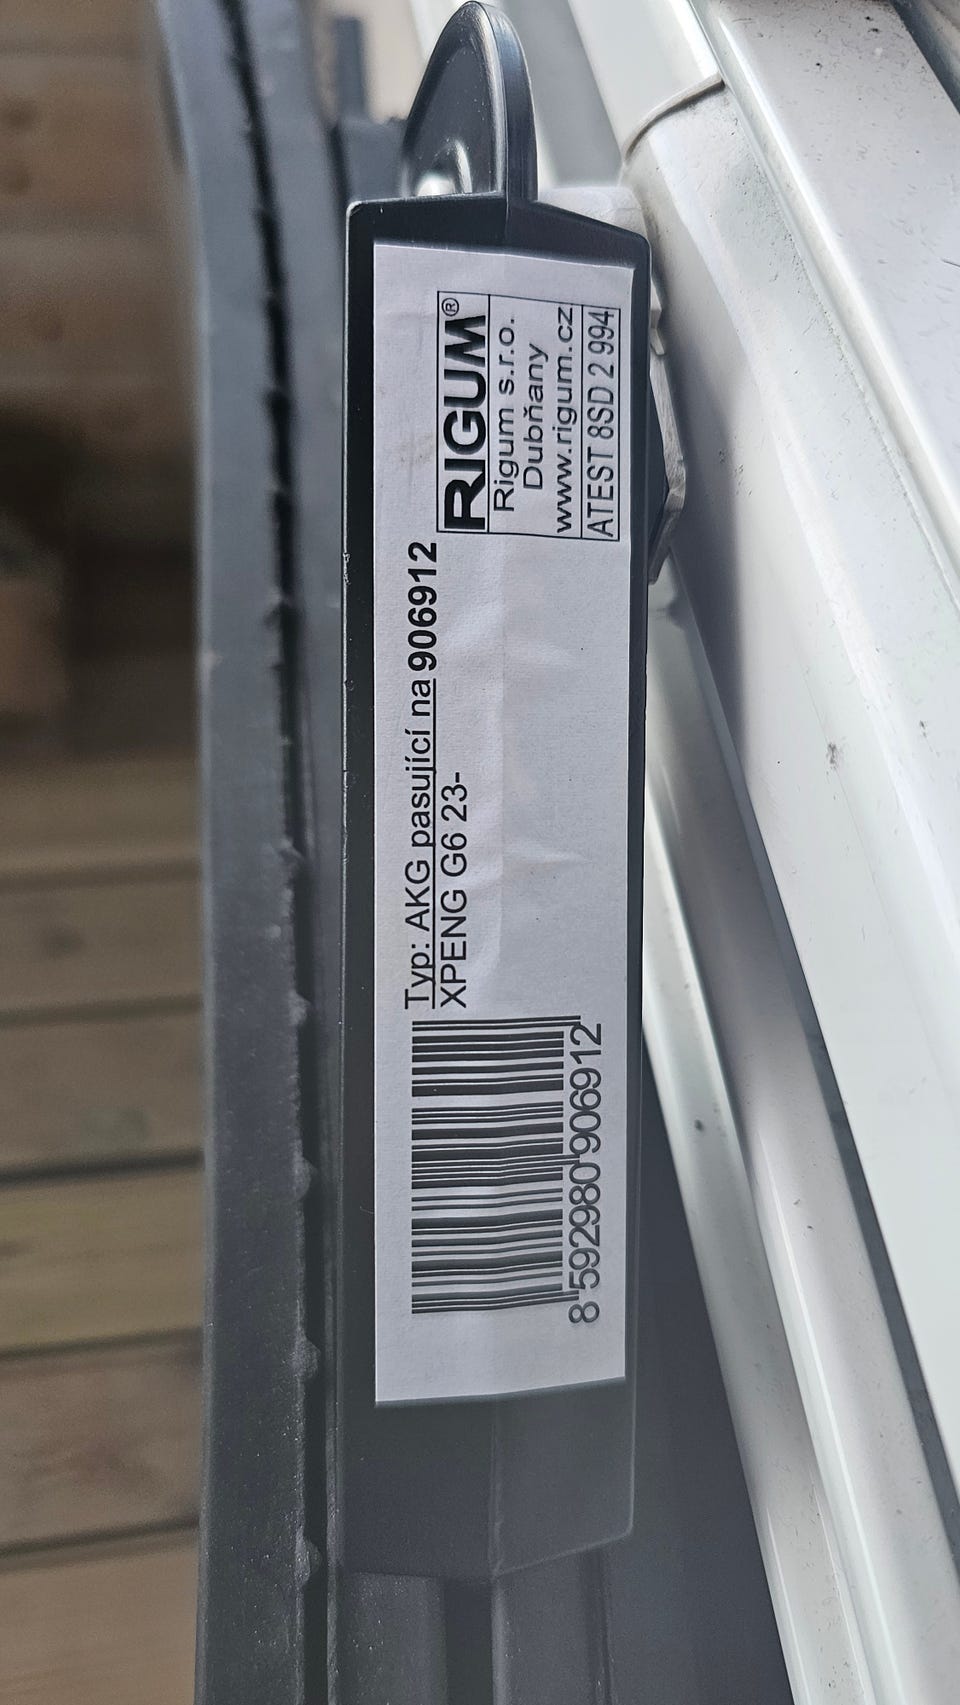 Typ: AKG pasující na 906912
XPENG G6 23-
8 592980 906912
RIGUM®
Rigum s.r.o.
Dubňany
www.rigum.cz
ATEST 8SD 2 994